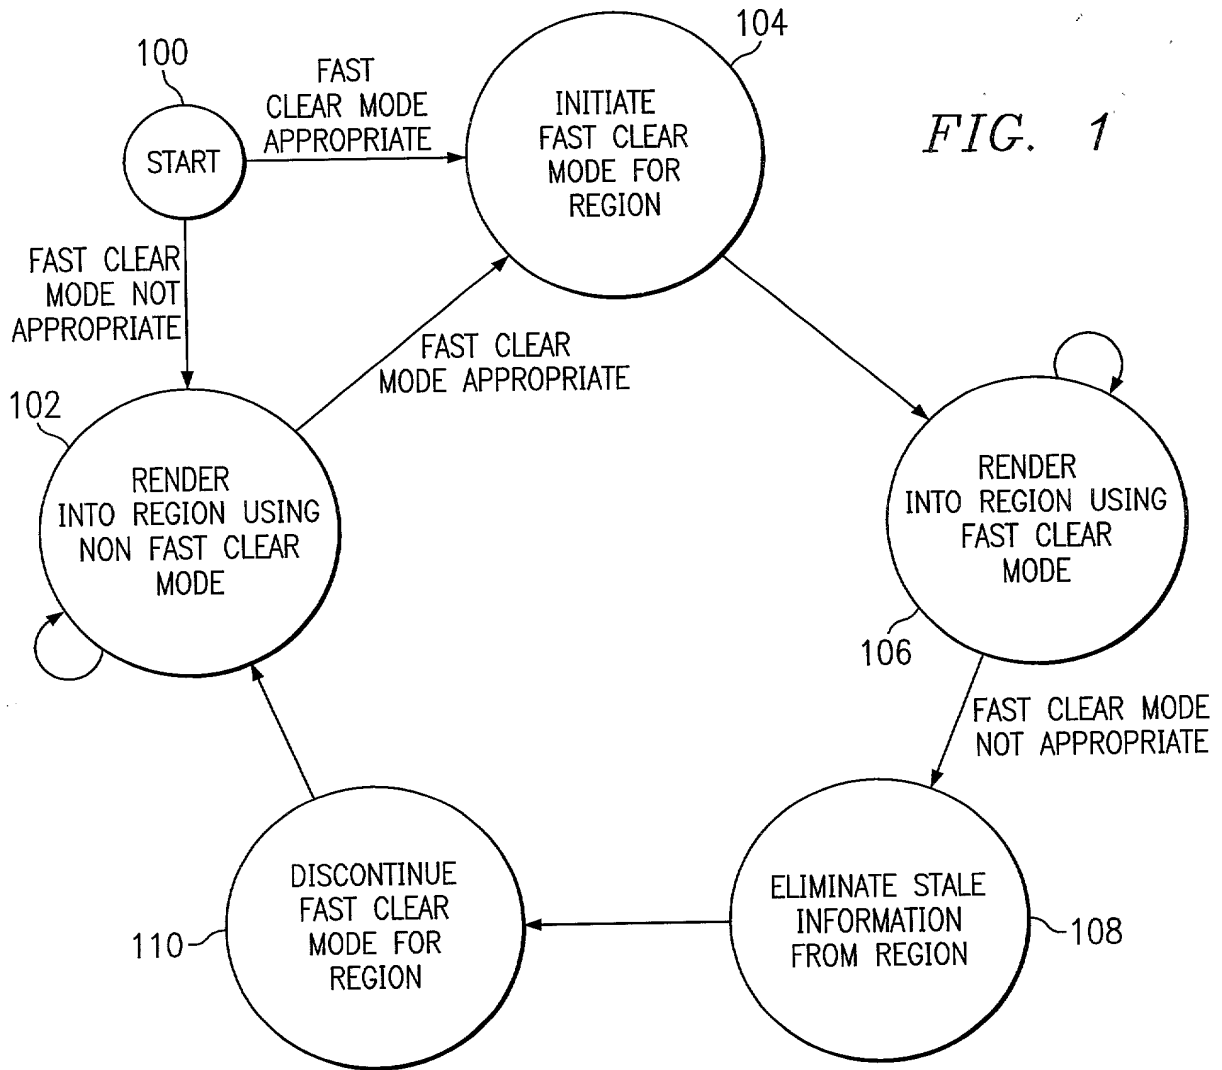 100
START
FAST
CLEAR MODE
APPROPRIATE
104
INITIATE
FAST CLEAR
MODE FOR
REGION
FIG. 1
FAST CLEAR
MODE NOT
APPROPRIATE
FAST CLEAR
MODE APPROPRIATE
102
RENDER
INTO REGION USING
NON FAST CLEAR
MODE
RENDER
INTO REGION USING
FAST CLEAR
MODE
106
FAST CLEAR MODE
NOT APPROPRIATE
DISCONTINUE
FAST CLEAR
MODE FOR
REGION
110
ELIMINATE STALE
INFORMATION
FROM REGION
108